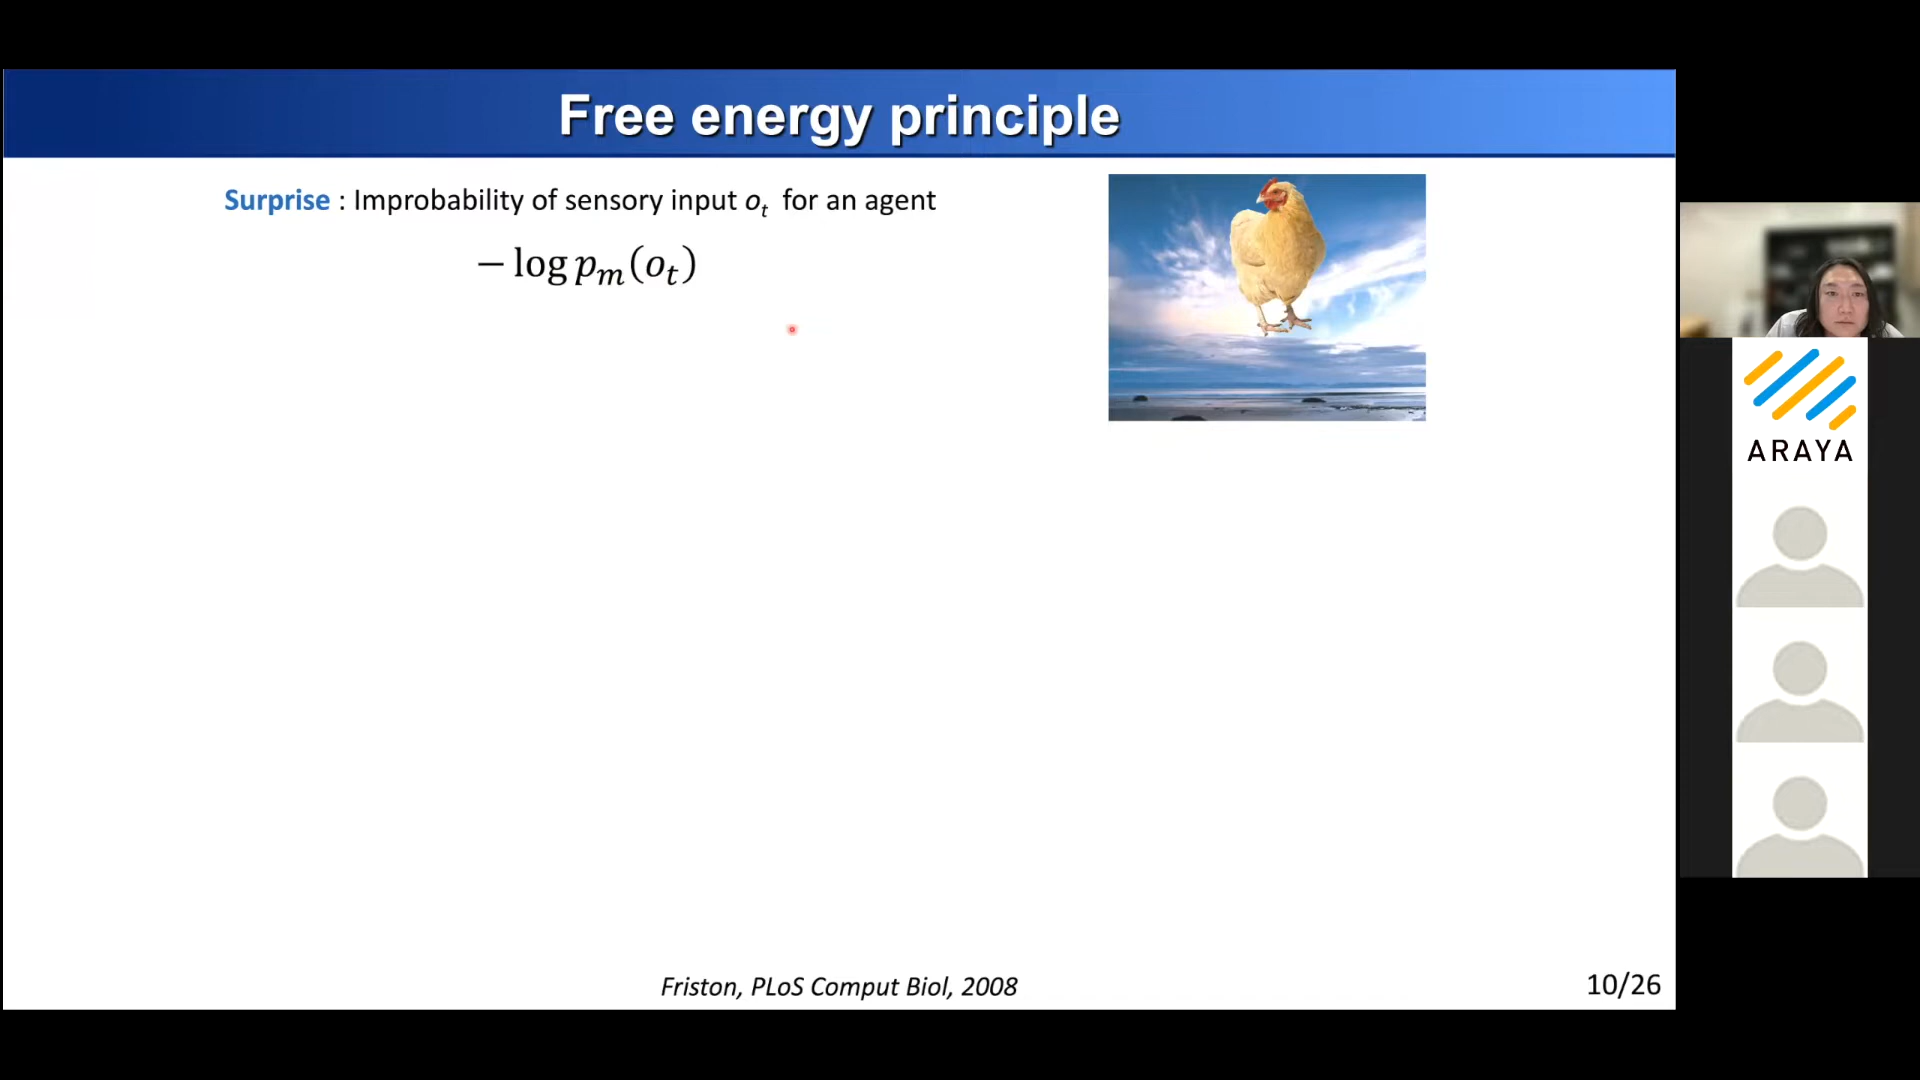 Free energy principle
Surprise : Improbability of sensory input oₜ for an agent
− log pₘ(oₜ)
ARAYA
Friston, PLoS Comput Biol, 2008
10/26